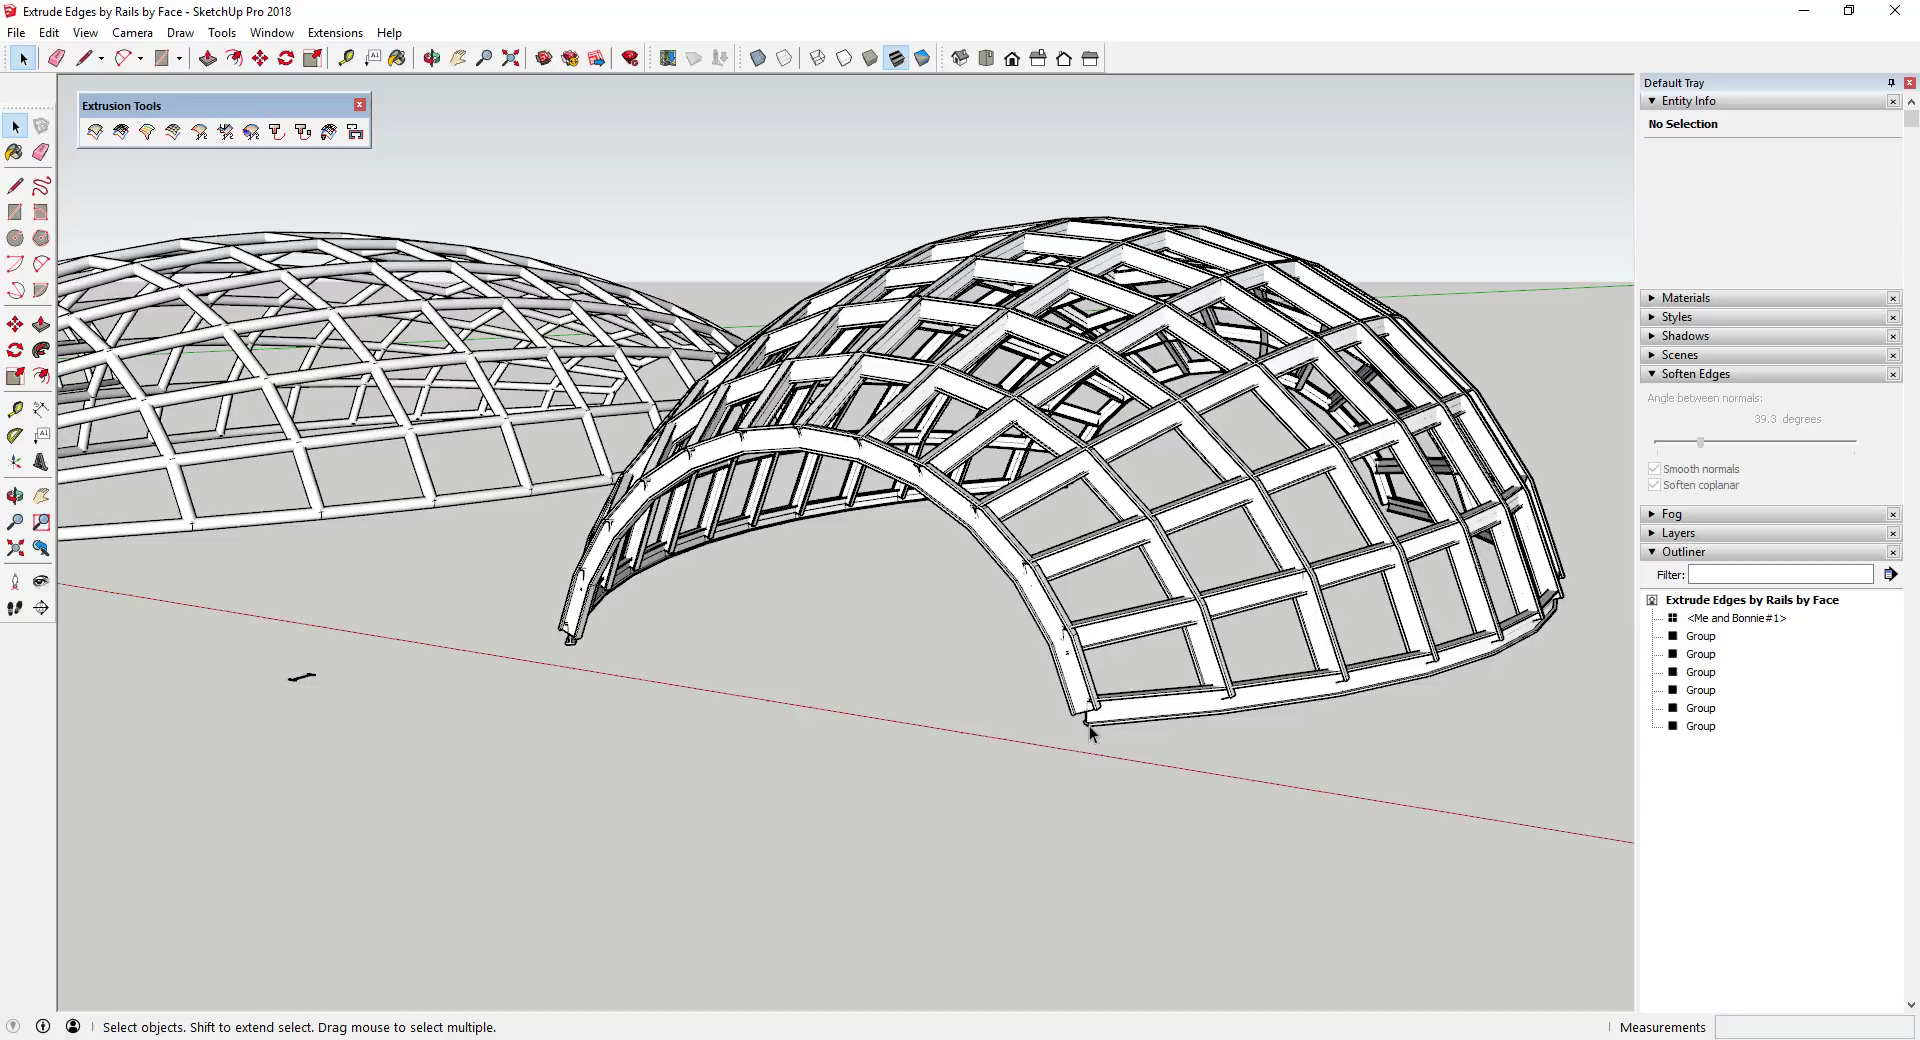 Extrude Edges by Rails by Face - SketchUp Pro 2018
File Edit View Camera Draw Tools Window Extensions Help
Extrusion Tools
Default Tray
Entity Info
No Selection
Materials
Styles
Shadows
Scenes
Soften Edges
Angle between normals:
39.3 degrees
Smooth normals
Soften coplanar
Fog
Layers
Outliner
Filter:
Extrude Edges by Rails by Face
<Me and Bonnie#1>
Group
Group
Group
Group
Group
Group
Select objects. Shift to extend select. Drag mouse to select multiple.
Measurements